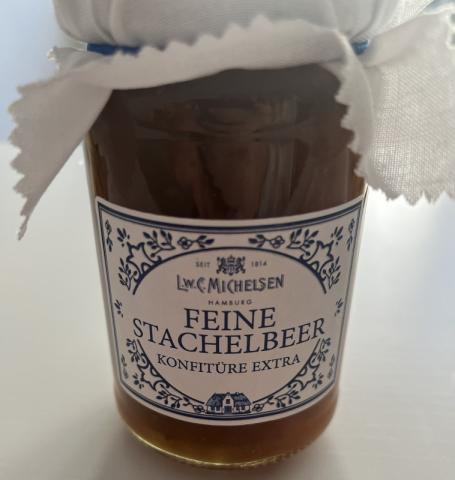 SEIT 1814
L.W.C. MICHELSEN
HAMBURG
FEINE
STACHELBEER
KONFITÜRE EXTRA